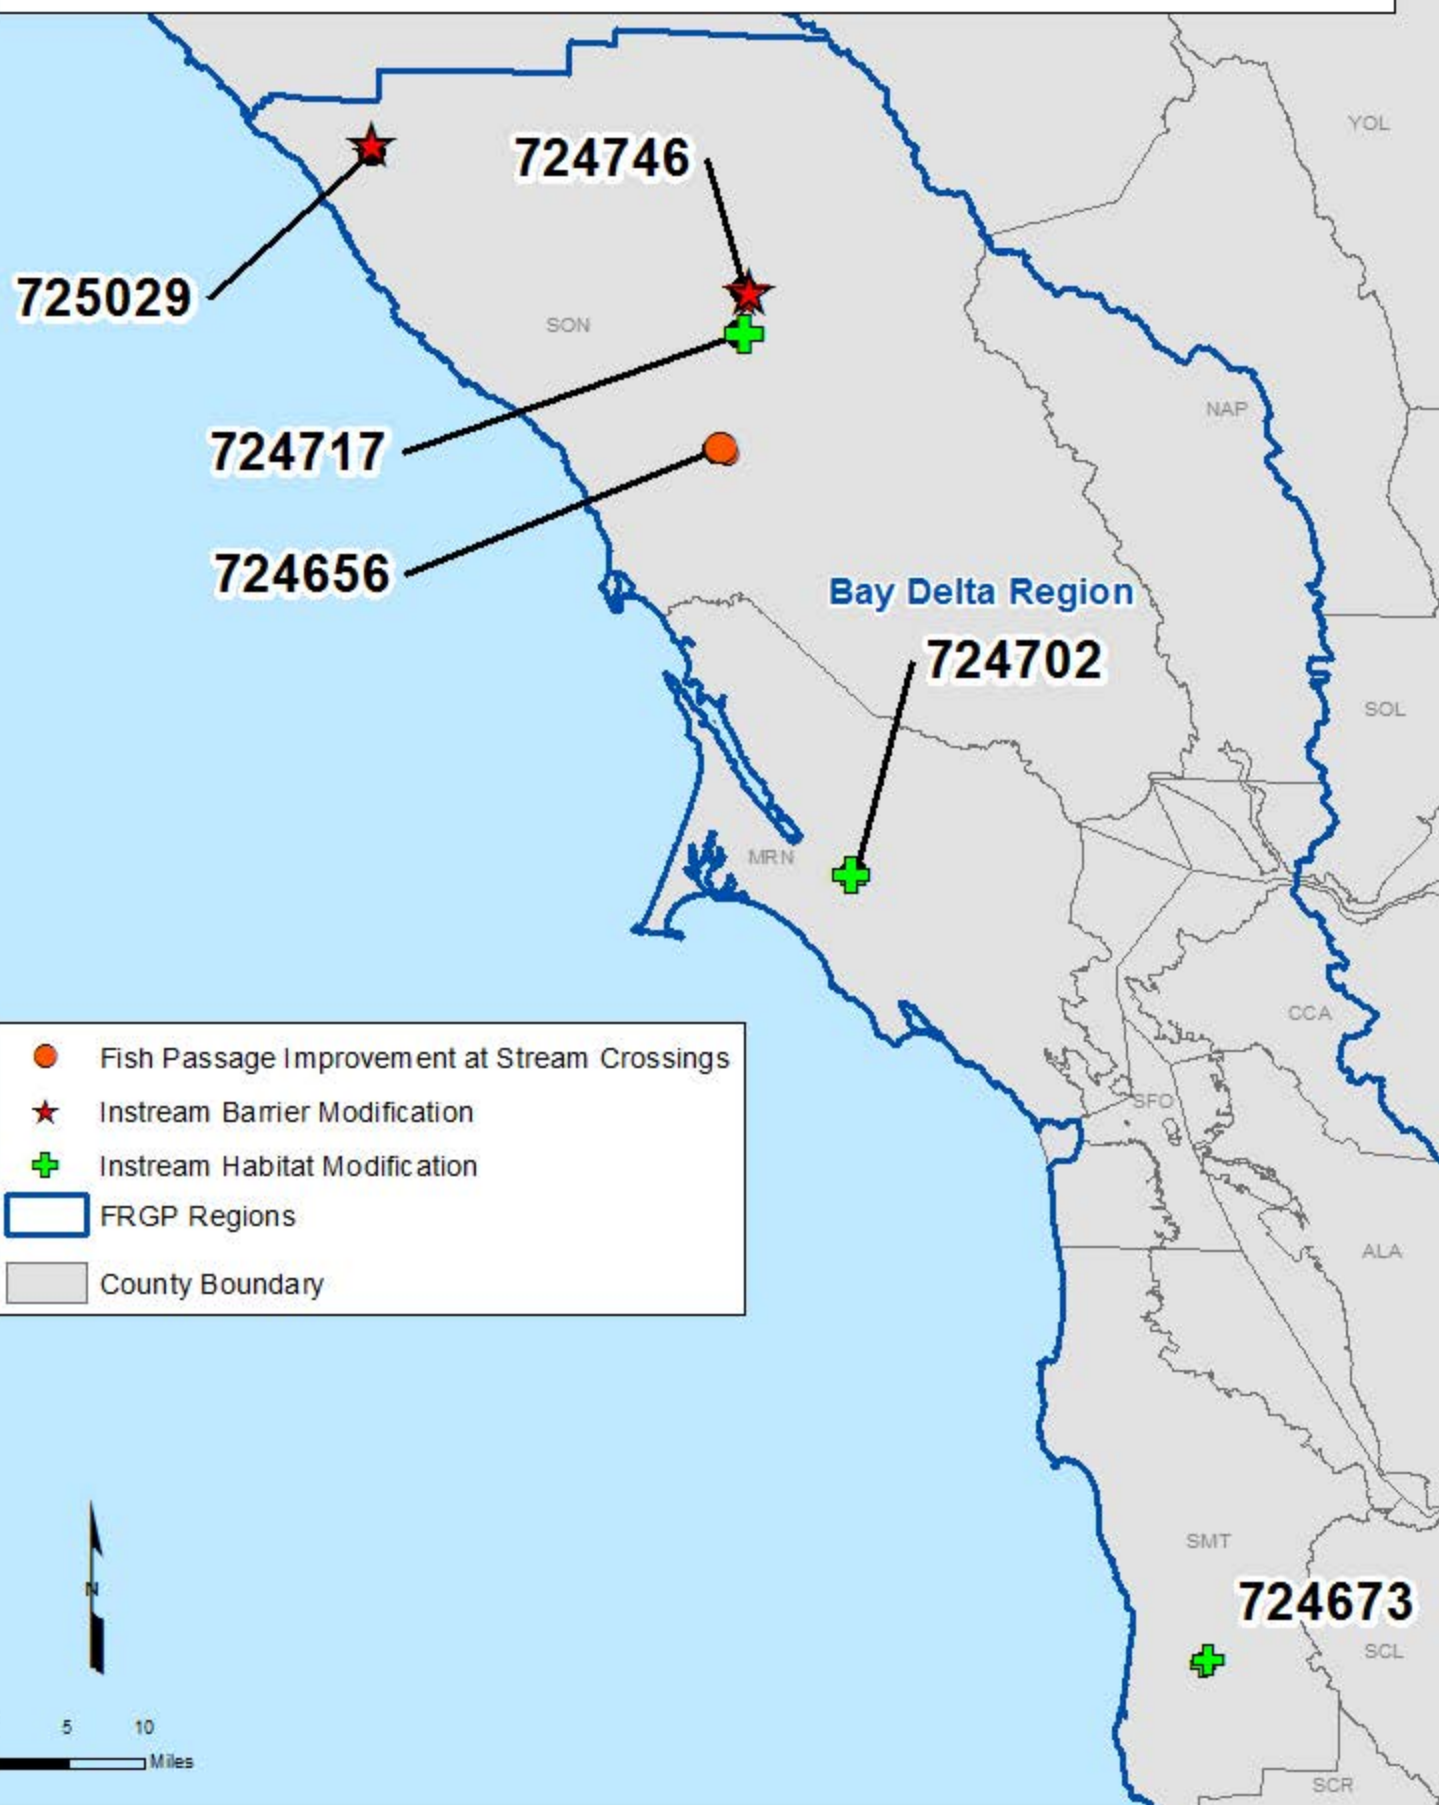 YOL
724746
725029
SON
NAP
724717
724656
Bay Delta Region
724702
SOL
MRN
CCA
Fish Passage Improvement at Stream Crossings
Instream Barrier Modification
Instream Habitat Modification
FRGP Regions
County Boundary
SFO
ALA
SMT
N
724673
SCL
5 10
Miles
SCR